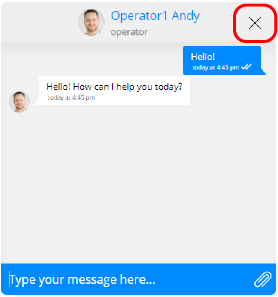 Operator1 Andy
operator
Hello!
today at 4:45 pm
Hello! How can I help you today?
today at 4:45 pm
Type your message here...